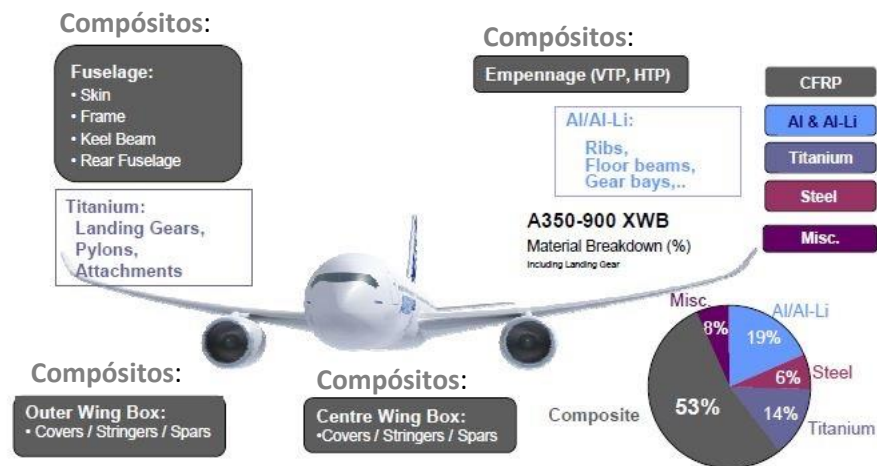 Compósitos:
Fuselage:
• Skin
• Frame
• Keel Beam
• Rear Fuselage
Titanium:
Landing Gears,
Pylons,
Attachments
Compósitos:
Empennage (VTP, HTP)
Al/Al-Li:
Ribs,
Floor beams,
Gear bays,..
CFRP
Al & Al-Li
Titanium
Steel
Misc.
A350-900 XWB
Material Breakdown (%)
Including Landing Gear
Misc.
8%
Al/Al-Li
19%
Steel
6%
Titanium
14%
Composite
53%
Compósitos:
Outer Wing Box:
• Covers / Stringers / Spars
Compósitos:
Centre Wing Box:
•Covers / Stringers / Spars